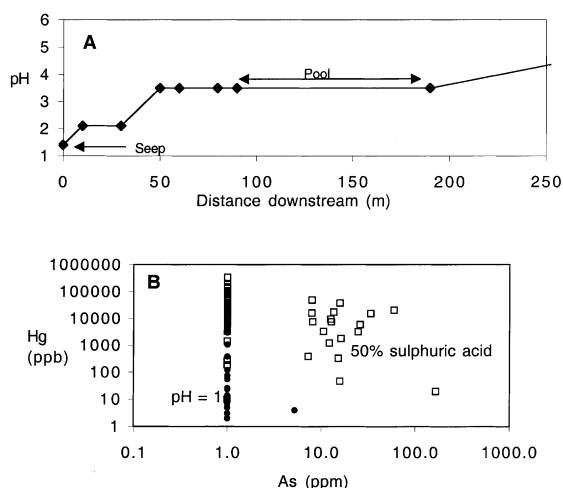 A
6
5
4
3
2
1
pH
Pool
Seep
0
50
100
150
200
250
Distance downstream (m)
B
1000000
100000
10000
1000
100
10
1
Hg
(ppb)
50% sulphuric acid
pH = 1
0.1
1.0
10.0
100.0
1000.0
As (ppm)